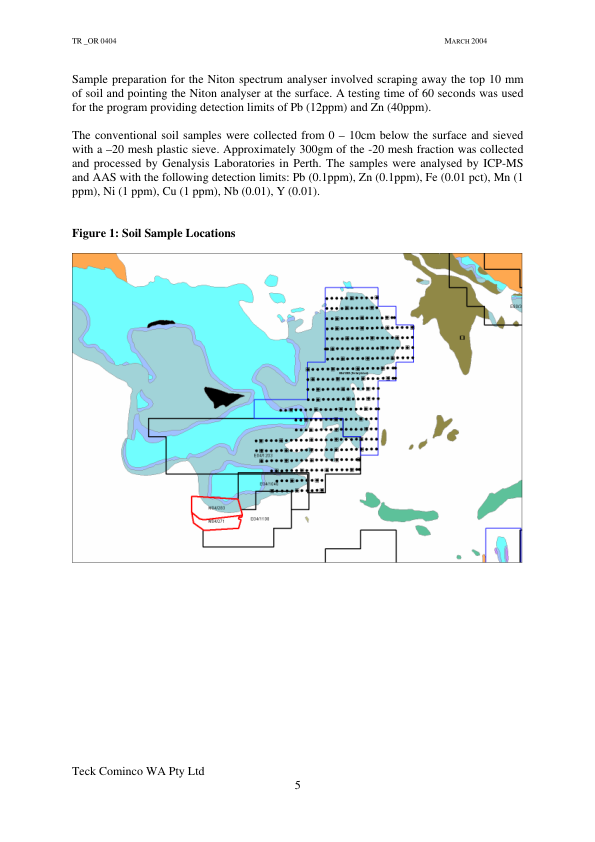 TR _OR 0404 MARCH 2004
Sample preparation for the Niton spectrum analyser involved scraping away the top 10 mm
of soil and pointing the Niton analyser at the surface. A testing time of 60 seconds was used
for the program providing detection limits of Pb (12ppm) and Zn (40ppm).
The conventional soil samples were collected from 0 – 10cm below the surface and sieved
with a –20 mesh plastic sieve. Approximately 300gm of the -20 mesh fraction was collected
and processed by Genalysis Laboratories in Perth. The samples were analysed by ICP-MS
and AAS with the following detection limits: Pb (0.1ppm), Zn (0.1ppm), Fe (0.01 pct), Mn (1
ppm), Ni (1 ppm), Cu (1 ppm), Nb (0.01), Y (0.01).
Figure 1: Soil Sample Locations
Teck Cominco WA Pty Ltd
5